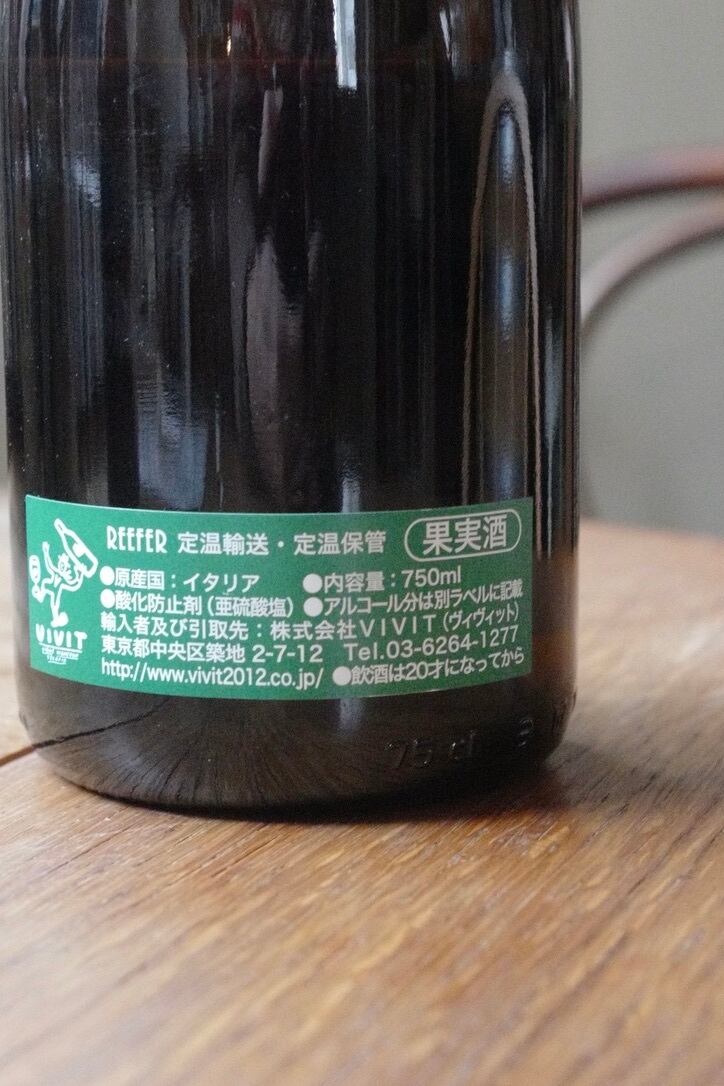 REEFER 定温輸送・定温保管 果実酒
●原産国：イタリア ●内容量：750ml
●酸化防止剤（亜硫酸塩）●アルコール分は別ラベルに記載
輸入者及び引取先：株式会社VIVIT（ヴィヴィット）
東京都中央区築地 2-7-12 Tel.03-6264-1277
http://www.vivit2012.co.jp/ ●飲酒は20才になってから
VIVIT
75 cl